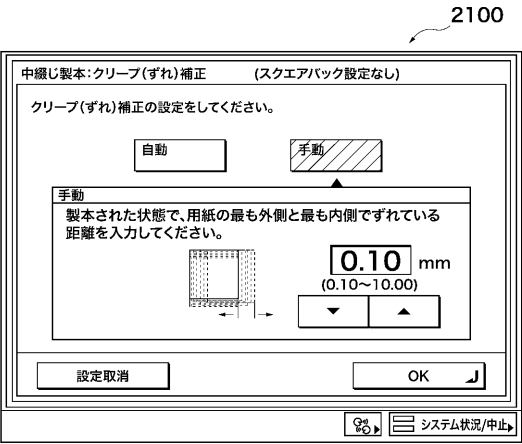 2100
中綴じ製本：クリープ（ずれ）補正 （スクエアバック設定なし）
クリープ（ずれ）補正の設定をしてください。
自動 手動
手動
製本された状態で、用紙の最も外側と最も内側でずれている
距離を入力してください。
0.10 mm
(0.10～10.00)
設定取消 OK
システム状況/中止